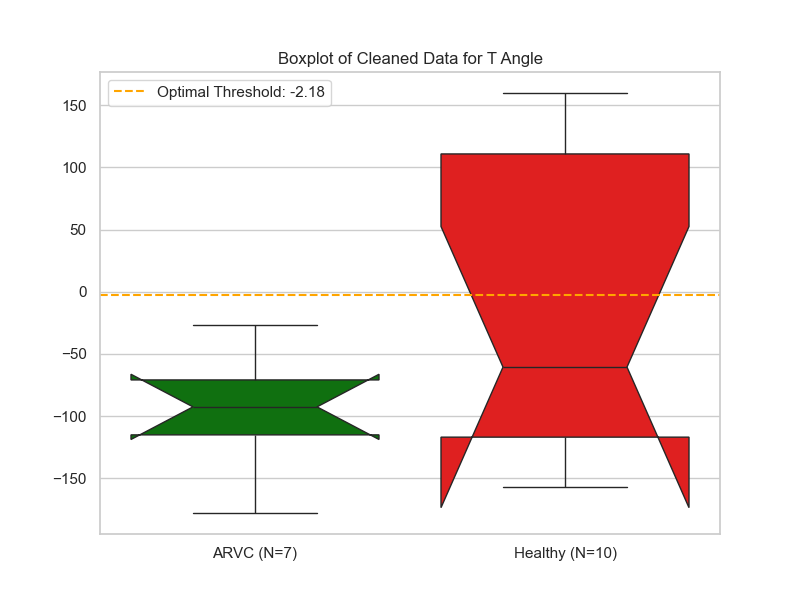 Boxplot of Cleaned Data for T Angle
Optimal Threshold: -2.18
150
100
50
0
−50
−100
−150
ARVC (N=7)
Healthy (N=10)